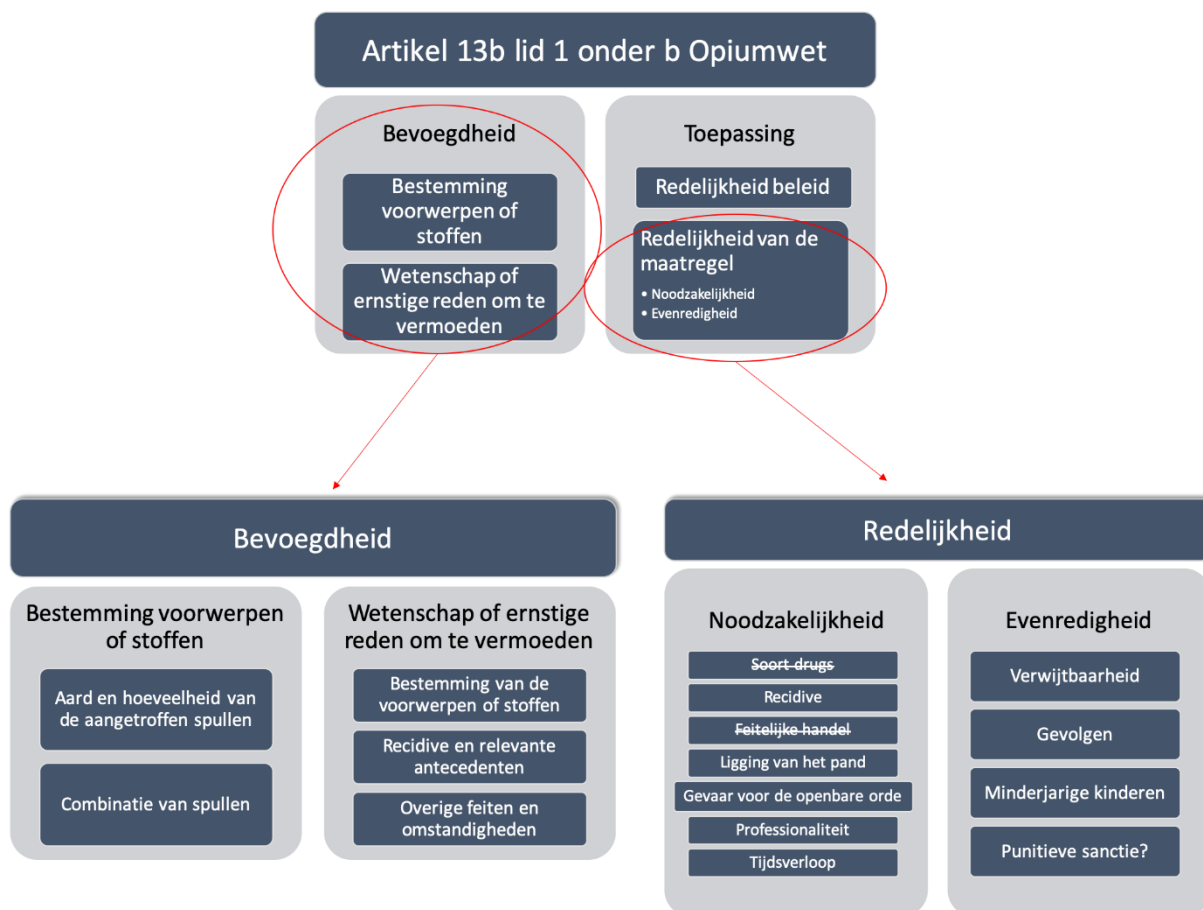 Artikel 13b lid 1 onder b Opiumwet
Bevoegdheid
Bestemming
voorwerpen of
stoffen
Wetenschap of
ernstige reden om te
vermoeden
Toepassing
Redelijkheid beleid
Redelijkheid van de
maatregel
• Noodzakelijkheid
• Evenredigheid
Bevoegdheid
Bestemming voorwerpen
of stoffen
Aard en hoeveelheid van
de aangetroffen spullen
Combinatie van spullen
Wetenschap of ernstige
reden om te vermoeden
Bestemming van de
voorwerpen of stoffen
Recidive en relevante
antecedenten
Overige feiten en
omstandigheden
Redelijkheid
Noodzakelijkheid
Soort drugs
Recidive
Feitelijke handel
Ligging van het pand
Gevaar voor de openbare orde
Professionaliteit
Tijdsverloop
Evenredigheid
Verwijtbaarheid
Gevolgen
Minderjarige kinderen
Punitieve sanctie?